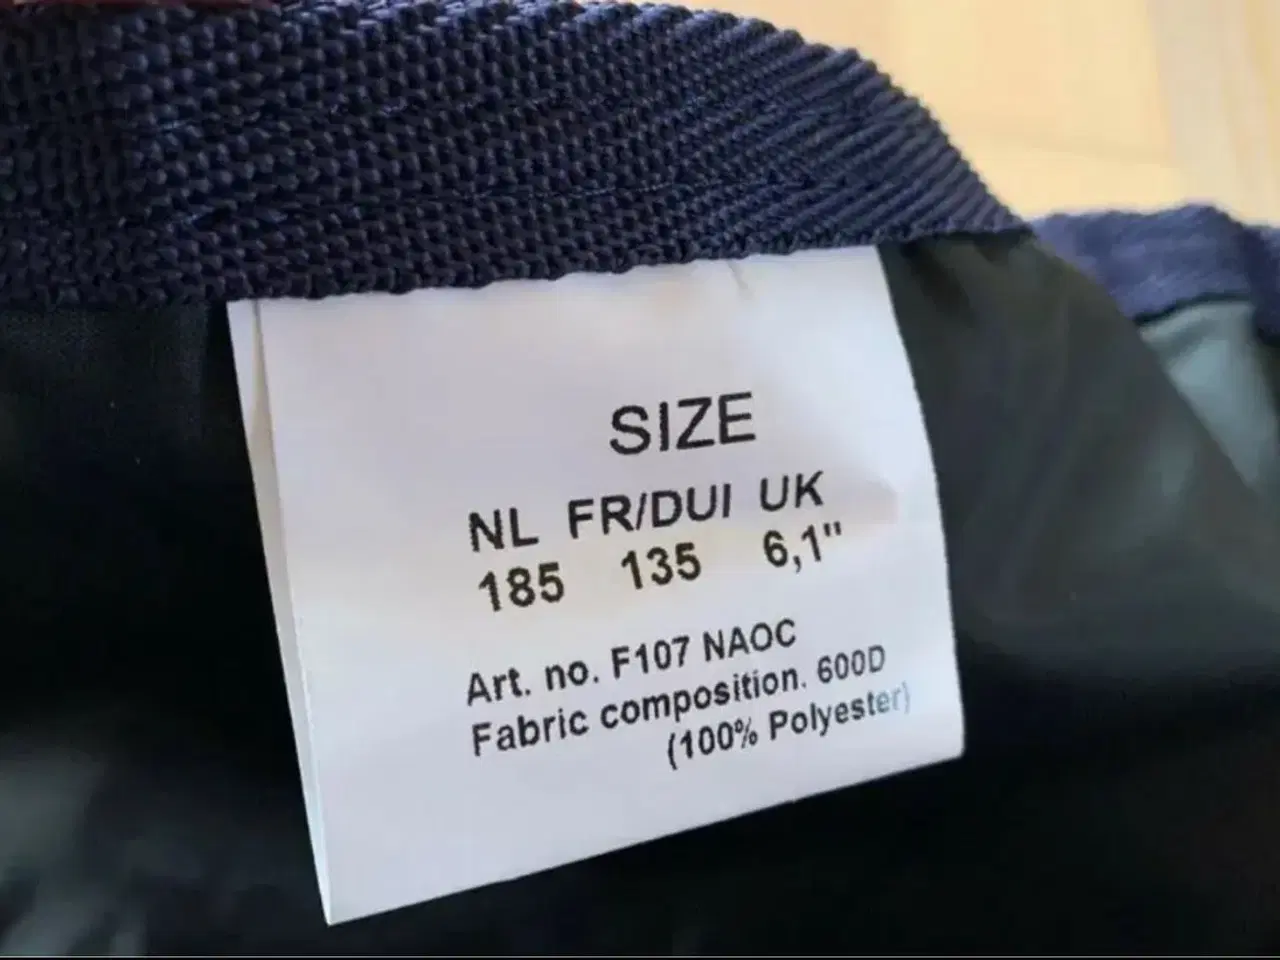 SIZE
NL FR/DUI UK
185 135 6,1"
Art. no. F107 NAOC
Fabric composition. 600D
(100% Polyester)